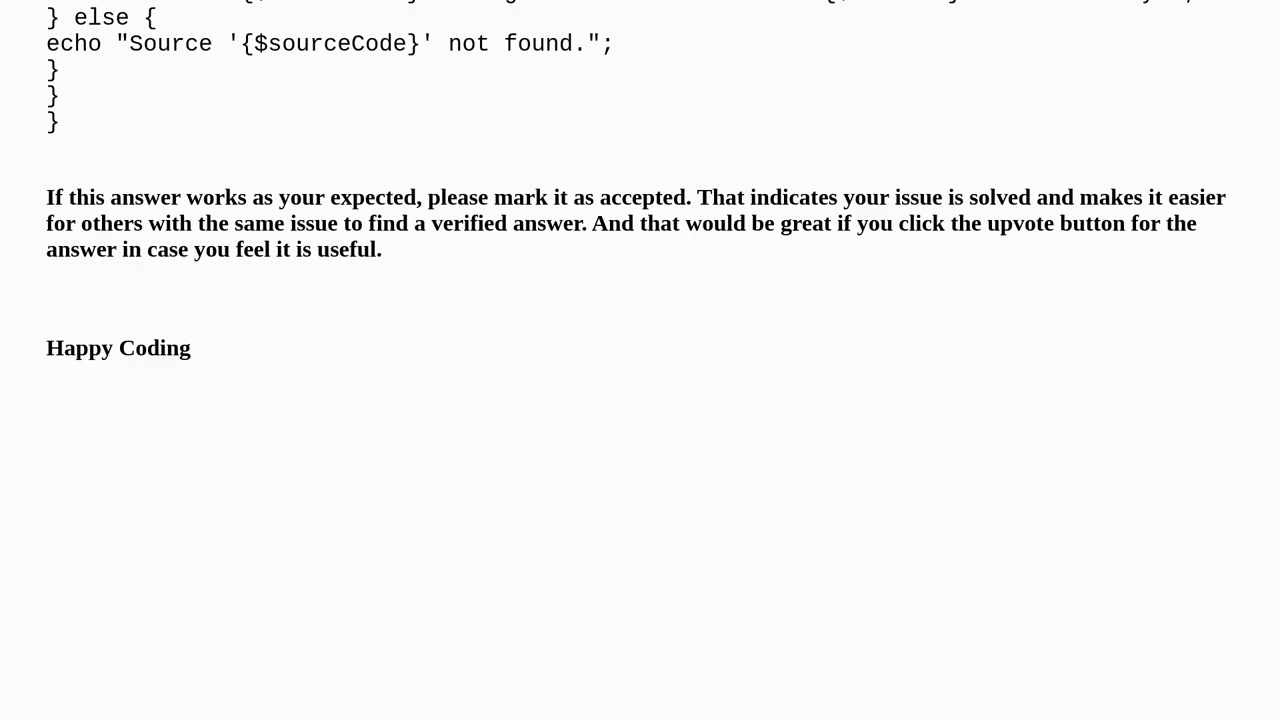 } else {
echo "Source '{$sourceCode}' not found.";
}
}
}
If this answer works as your expected, please mark it as accepted. That indicates your issue is solved and makes it easier
for others with the same issue to find a verified answer. And that would be great if you click the upvote button for the
answer in case you feel it is useful.
Happy Coding